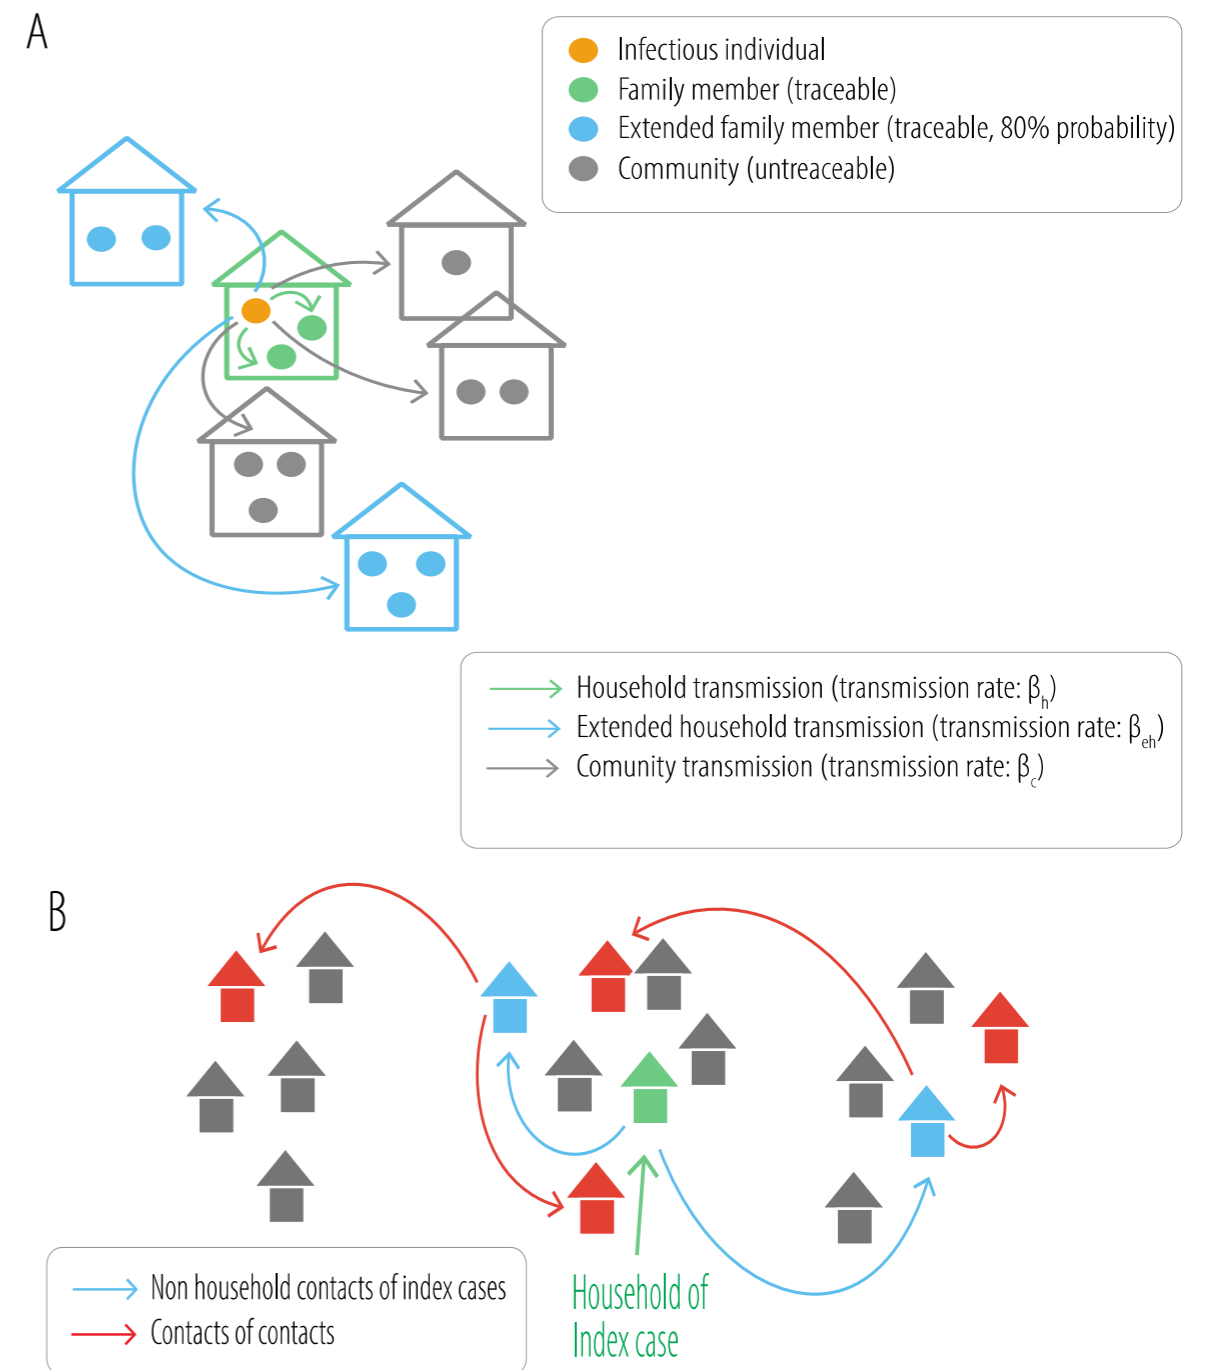 A
Infectious individual
Family member (traceable)
Extended family member (traceable, 80% probability)
Community (untreaceable)
Household transmission (transmission rate: βh)
Extended household transmission (transmission rate: βeh)
Comunity transmission (transmission rate: βc)
B
Non household contacts of index cases
Contacts of contacts
Household of
Index case